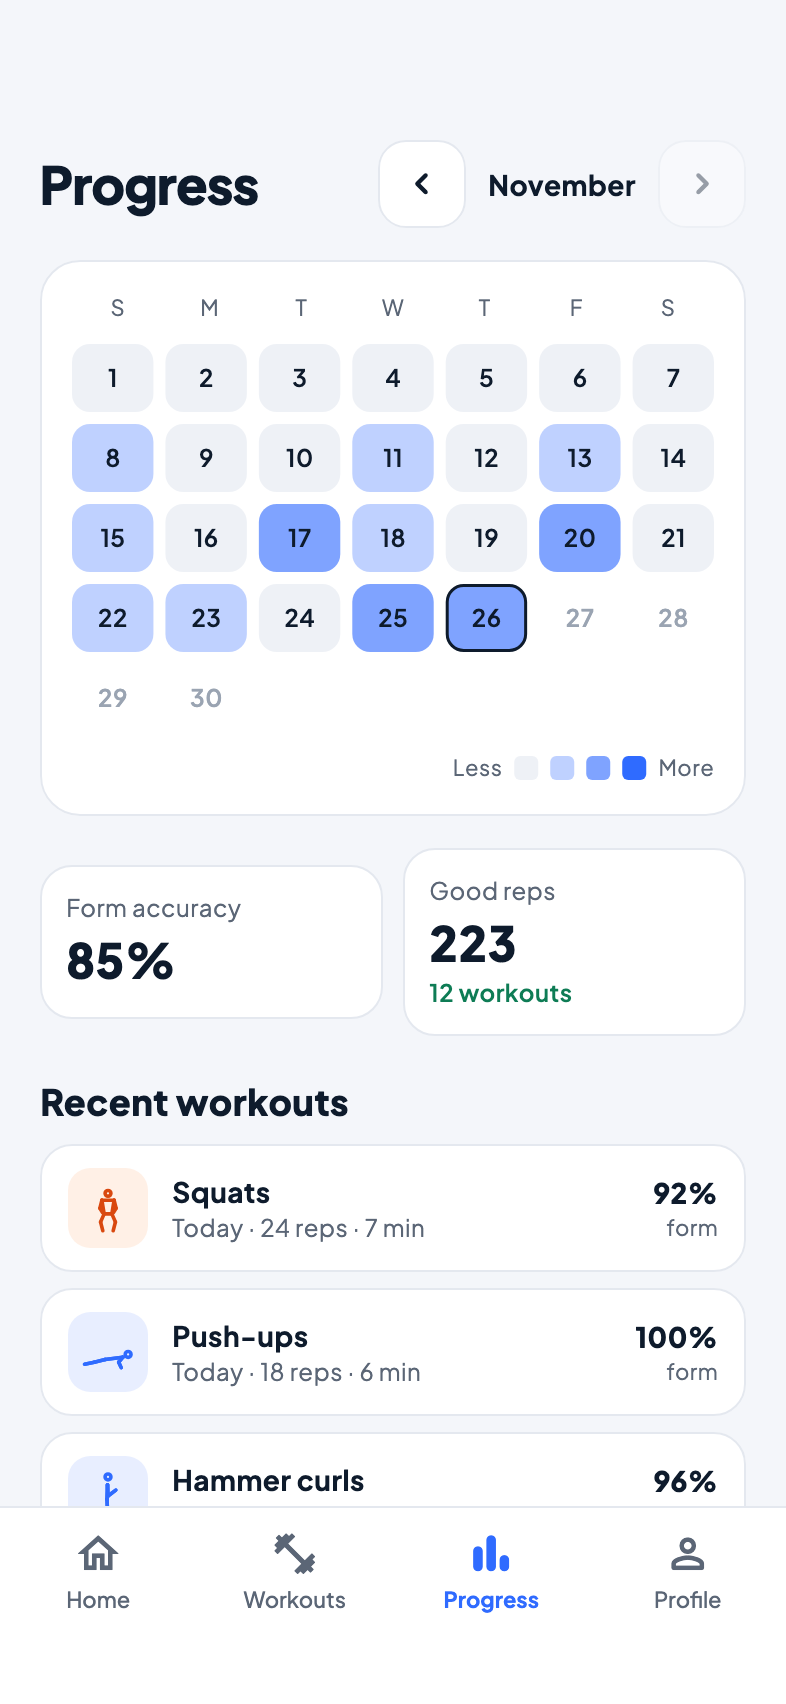 Progress
November
S M T W T F S
1 2 3 4 5 6 7
8 9 10 11 12 13 14
15 16 17 18 19 20 21
22 23 24 25 26 27 28
29 30
Less More
Form accuracy
85%
Good reps
223
12 workouts
Recent workouts
Squats
92%
Today · 24 reps · 7 min
form
Push-ups
100%
Today · 18 reps · 6 min
form
Hammer curls
96%
Home Workouts Progress Profile